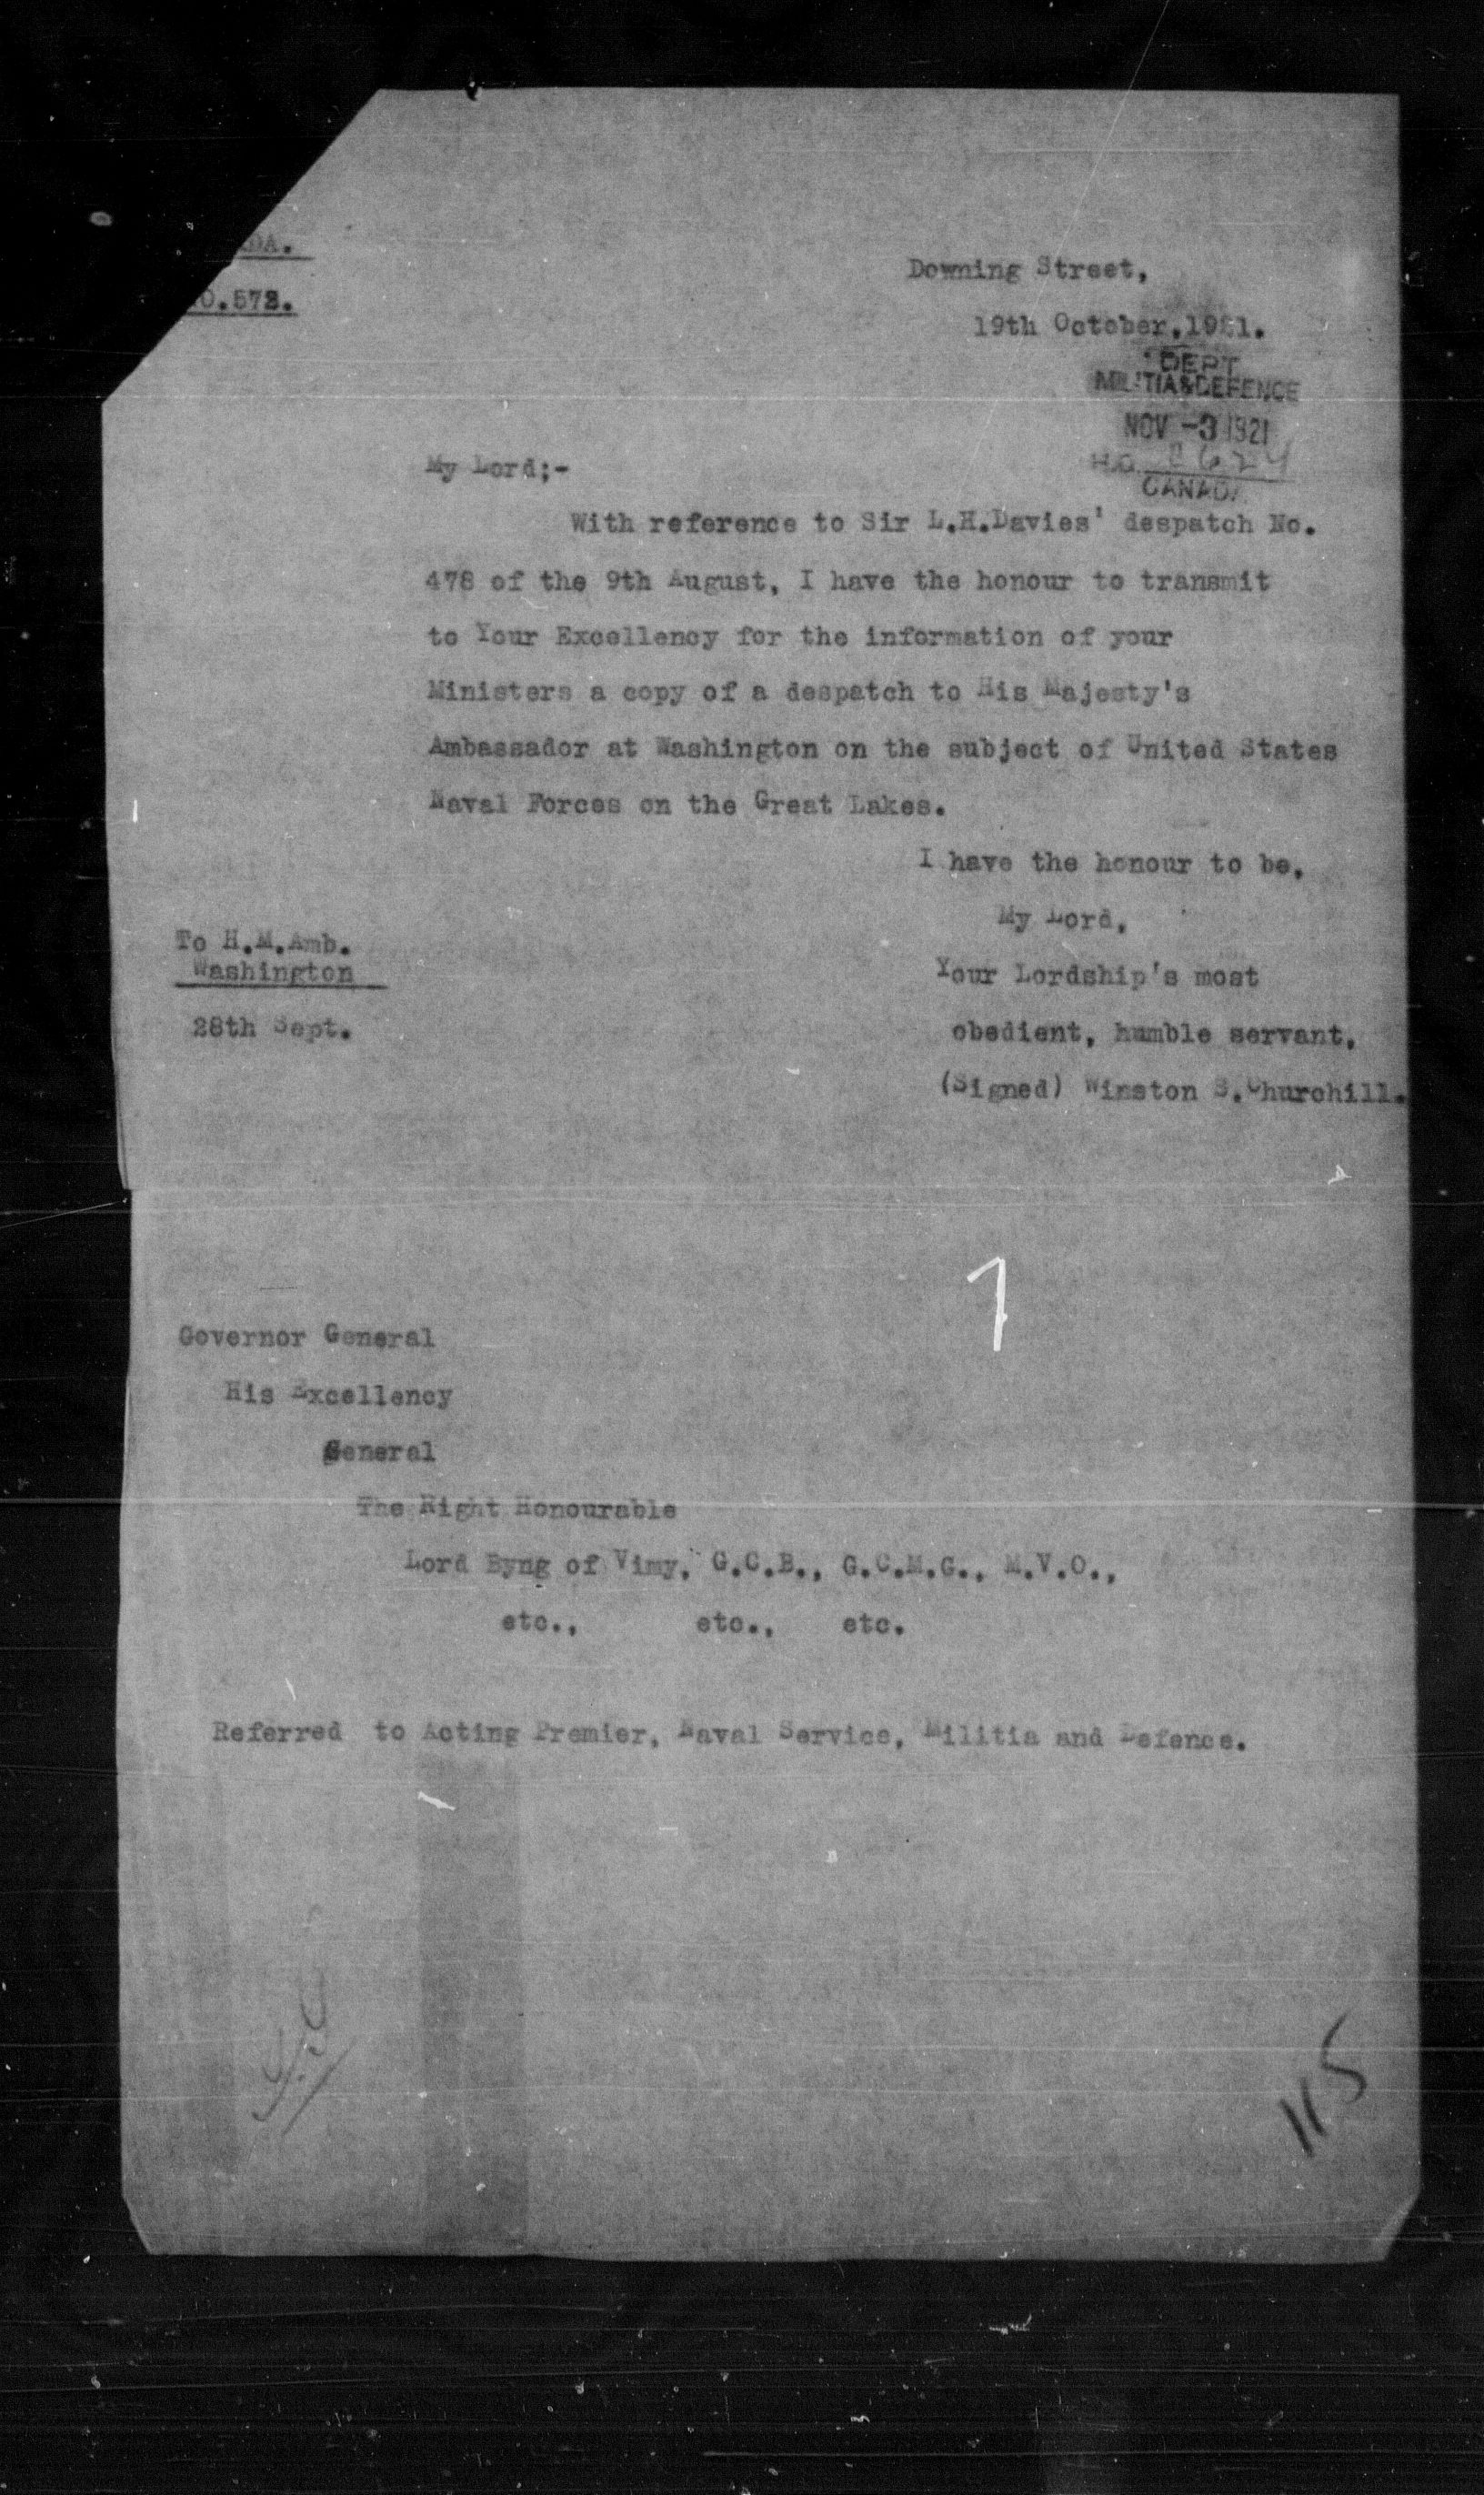 DA.
O.572.
Downing Street,
19th October,1921.
DEPT
MILITIA&DEFENCE
NOV -3 1921
H.Q. 8624
CANADA
My Lord;-
With reference to Sir L.H.Davies' despatch No.
478 of the 9th August, I have the honour to transmit
to Your Excellency for the information of your
Ministers a copy of a despatch to His Majesty's
Ambassador at Washington on the subject of United States
Naval Forces on the Great Lakes.
I have the honour to be,
My Lord,
To H.M.Amb.
Washington
28th Sept.
Your Lordship's most
obedient, humble servant,
(Signed) Winston S.Churchill.
1
Governor General
His Excellency
General
The Right Honourable
Lord Byng of Vimy, G.C.B., G.C.M.G., M.V.O.,
etc., etc., etc.
Referred to Acting Premier, Naval Service, Militia and Defence.
115